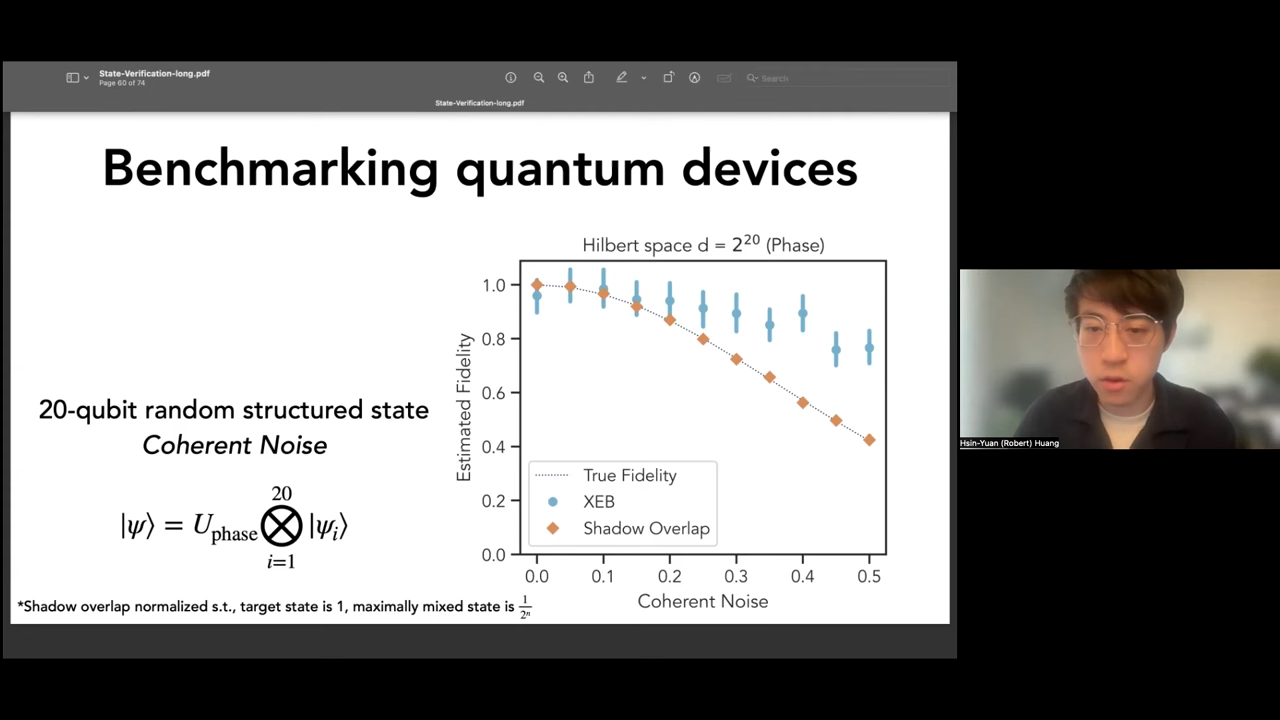 State-Verification-long.pdf
Page 60 of 74
Search
State-Verification-long.pdf
Benchmarking quantum devices
20-qubit random structured state
Coherent Noise
|ψ⟩ = U_phase ⨂_{i=1}^{20} |ψ_i⟩
*Shadow overlap normalized s.t., target state is 1, maximally mixed state is 1/2^n
Hilbert space d = 2^20 (Phase)
Estimated Fidelity
1.0
0.8
0.6
0.4
0.2
0.0
True Fidelity
XEB
Shadow Overlap
0.0 0.1 0.2 0.3 0.4 0.5
Coherent Noise
Hsin-Yuan (Robert) Huang